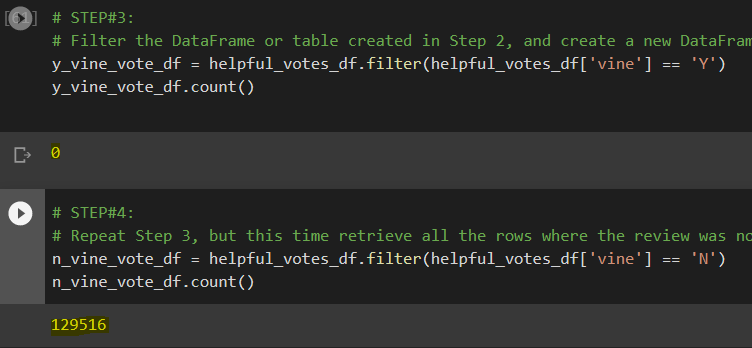 # STEP#3:
# Filter the DataFrame or table created in Step 2, and create a new DataFram
y_vine_vote_df = helpful_votes_df.filter(helpful_votes_df['vine'] == 'Y')
y_vine_vote_df.count()
0
# STEP#4:
# Repeat Step 3, but this time retrieve all the rows where the review was no
n_vine_vote_df = helpful_votes_df.filter(helpful_votes_df['vine'] == 'N')
n_vine_vote_df.count()
129516